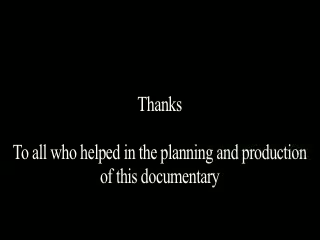 Thanks
To all who helped in the planning and production
of this documentary